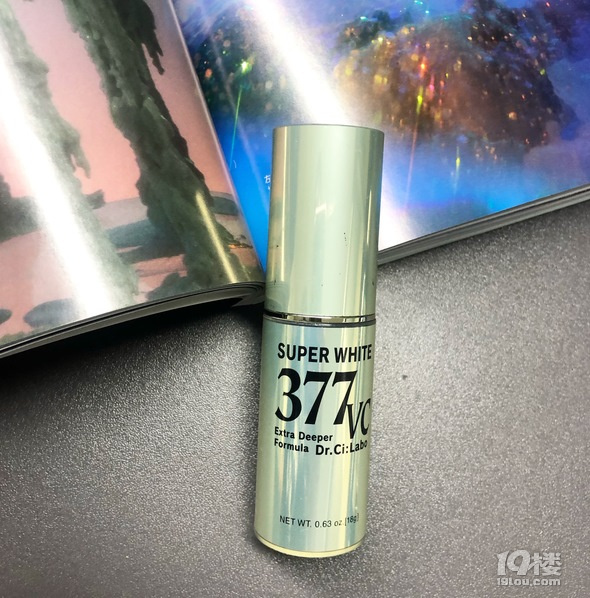 SUPER WHITE
377VC
Extra Deeper
Formula Dr.Ci:Labo
NET WT. 0.63 oz.[18g]
19楼
19lou.com